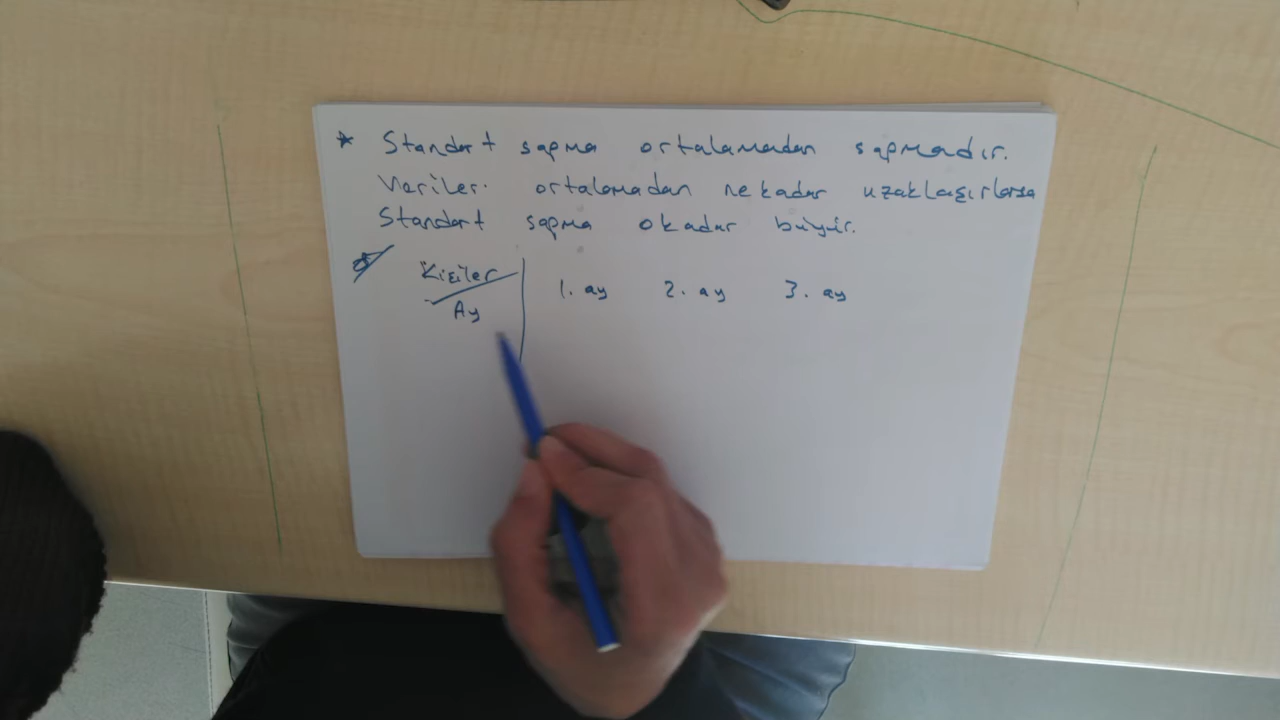 * Standart sapma ortalamadan sapmadır.
Veriler ortalamadan ne kadar uzaklaşırlarsa
Standart sapma okadar büyür.
Kişiler 1. ay 2. ay 3. ay
Ay